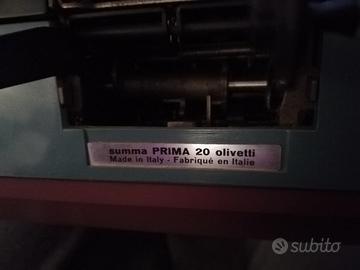 summa PRIMA 20 olivetti
Made in Italy - Fabriqué en Italie
subito